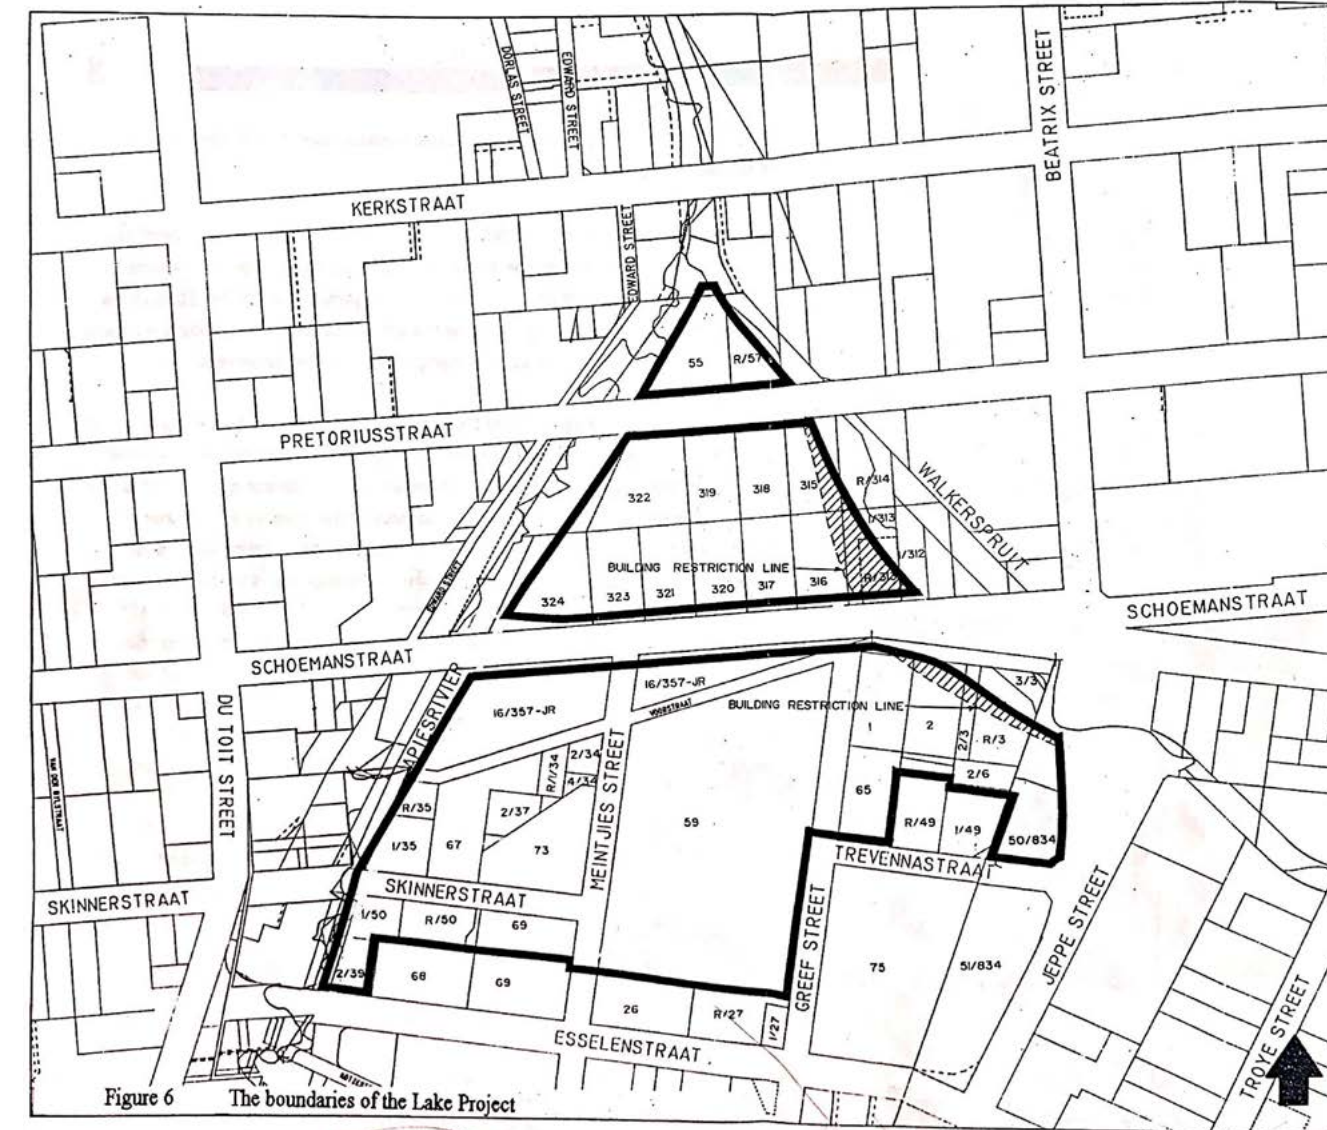 DORLAS STREET
EDWARD STREET
BEATRIX STREET
KERKSTRAAT
EDWARD STREET
55
R/57
PRETORIUSSTRAAT
WALKERSPRUIT
322
319
318
315
R/314
1/313
1/312
BUILDING RESTRICTION LINE
324
323
321
320
317
316
R/313
EDWARD STREET
SCHOEMANSTRAAT
SCHOEMANSTRAAT
APIESRIVIER
16/357-JR
16/357-JR
VOORSTRAAT
BUILDING RESTRICTION LINE
3/3
1
2
2/3
R/3
DU TOIT STREET
MEINTJIES STREET
R/1/34
2/34
4/34
2/6
65
R/35
2/37
59
R/49
1/49
50/834
1/35
67
73
TREVENNASTRAAT
SKINNERSTRAAT
SKINNERSTRAAT
1/50
R/50
69
GREEF STREET
JEPPE STREET
2/39
68
69
75
51/834
26
R/27
1/27
ESSELENSTRAAT
TROYE STREET
Figure 6 The boundaries of the Lake Project